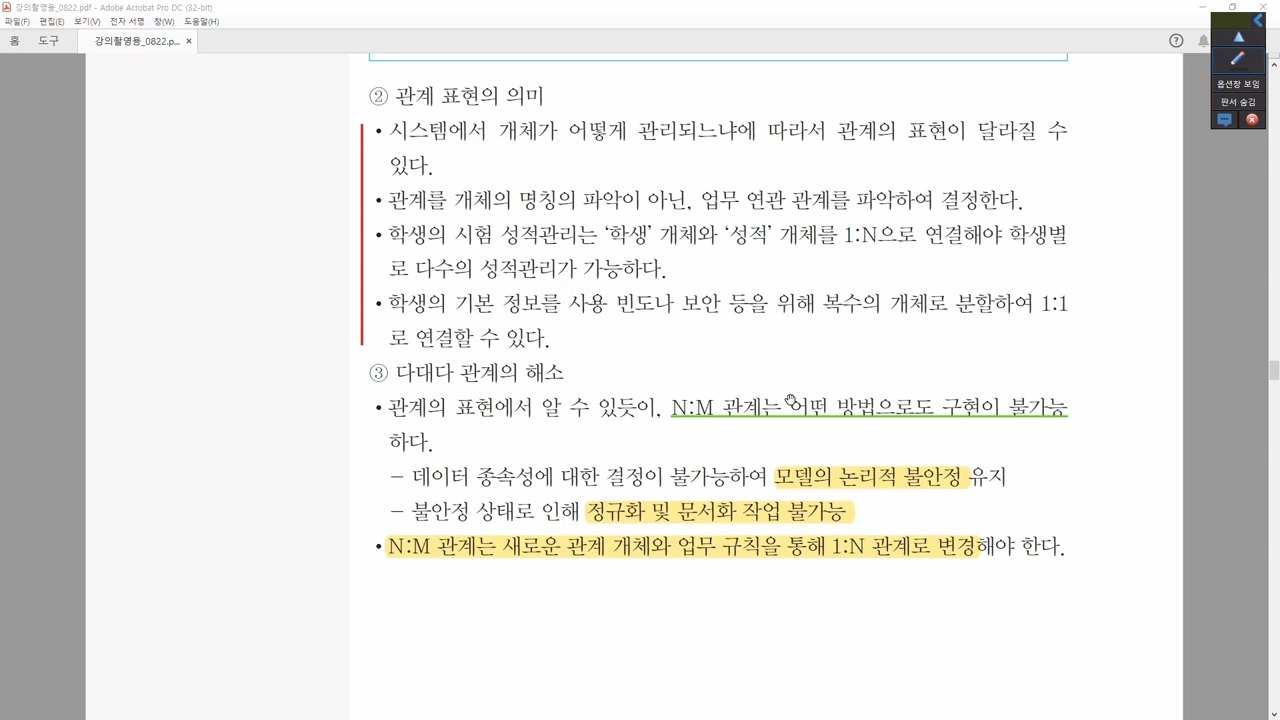 강의촬영용_0822.pdf - Adobe Acrobat Pro DC (32-bit)
파일(F) 편집(E) 보기(V) 전자 서명 창(W) 도움말(H)
홈 도구 강의촬영용_0822.p... ×
옵션창 보임
판서 숨김
② 관계 표현의 의미
• 시스템에서 개체가 어떻게 관리되느냐에 따라서 관계의 표현이 달라질 수
있다.
• 관계를 개체의 명칭의 파악이 아닌, 업무 연관 관계를 파악하여 결정한다.
• 학생의 시험 성적관리는 ‘학생’ 개체와 ‘성적’ 개체를 1:N으로 연결해야 학생별
로 다수의 성적관리가 가능하다.
• 학생의 기본 정보를 사용 빈도나 보안 등을 위해 복수의 개체로 분할하여 1:1
로 연결할 수 있다.
③ 다대다 관계의 해소
• 관계의 표현에서 알 수 있듯이, N:M 관계는 어떤 방법으로도 구현이 불가능
하다.
– 데이터 종속성에 대한 결정이 불가능하여 모델의 논리적 불안정 유지
– 불안정 상태로 인해 정규화 및 문서화 작업 불가능
• N:M 관계는 새로운 관계 개체와 업무 규칙을 통해 1:N 관계로 변경해야 한다.